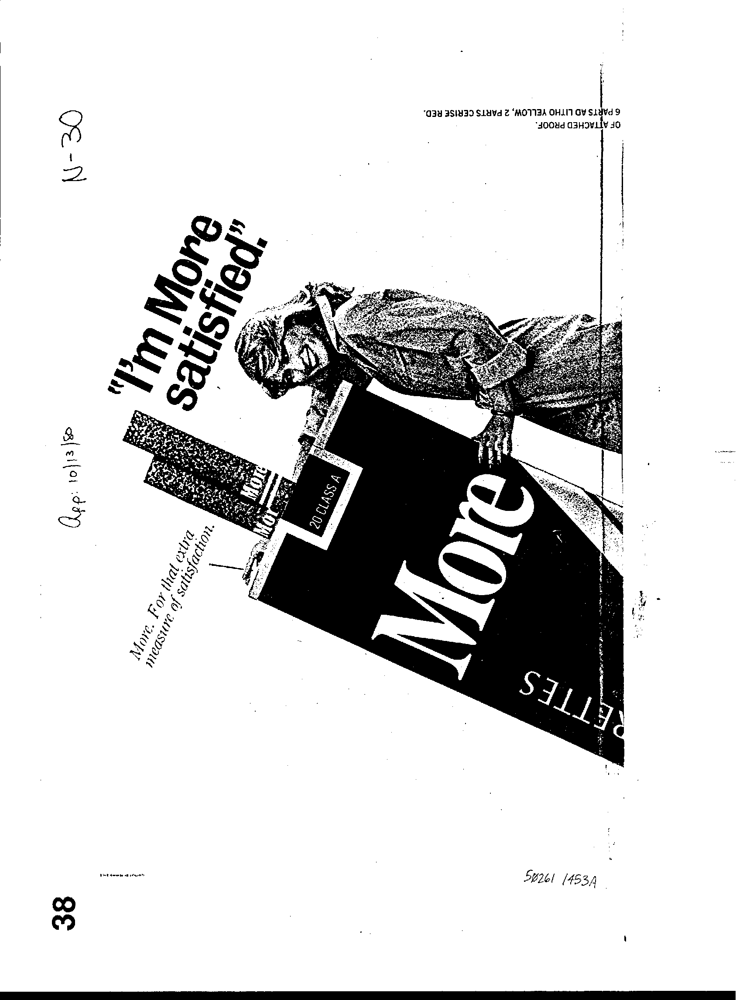 N-30
OF ATTACHED PROOF.
6 PARTS AD LITHO YELLOW, 2 PARTS CERISE RED.
"I'm More
satisfied."
app: 10/13/80
More. For that extra
measure of satisfaction.
More
Mor
20 CLASS A
More
RETTES
38
50261 1453A